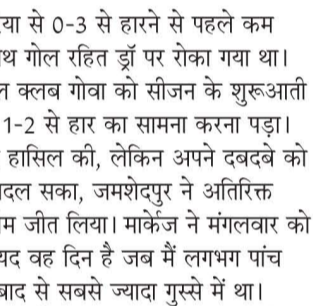 या से 0-3 से हारने से पहले कम
थ गोल रहित ड्रॉ पर रोका गया था।
न क्लब गोवा को सीजन के शुरूआती
1-2 से हार का सामना करना पड़ा।
हासिल की, लेकिन अपने दबदबे को
दल सका, जमशेदपुर ने अतिरिक्त
म जीत लिया। मार्केज ने मंगलवार को
यद वह दिन है जब मैं लगभग पांच
बाद से सबसे ज्यादा गुस्से में था।